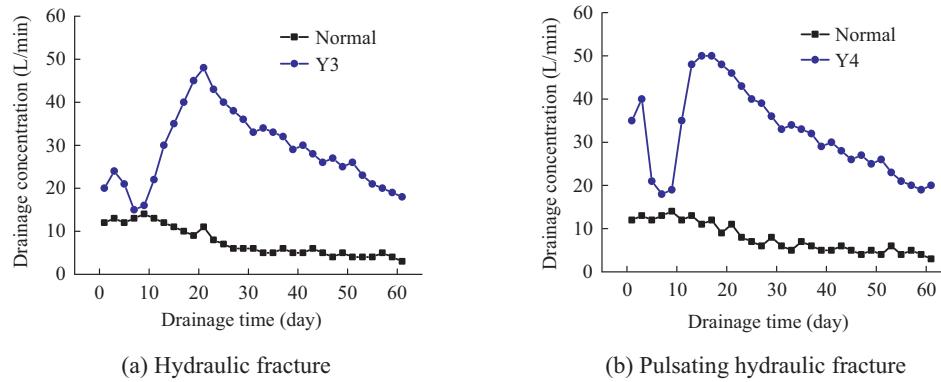 60
50
40
30
20
10
0
Drainage concentration (L/min)
Normal
Y3
0 10 20 30 40 50 60
Drainage time (day)
(a) Hydraulic fracture
60
50
40
30
20
10
0
Drainage concentration (L/min)
Normal
Y4
0 10 20 30 40 50 60
Drainage time (day)
(b) Pulsating hydraulic fracture